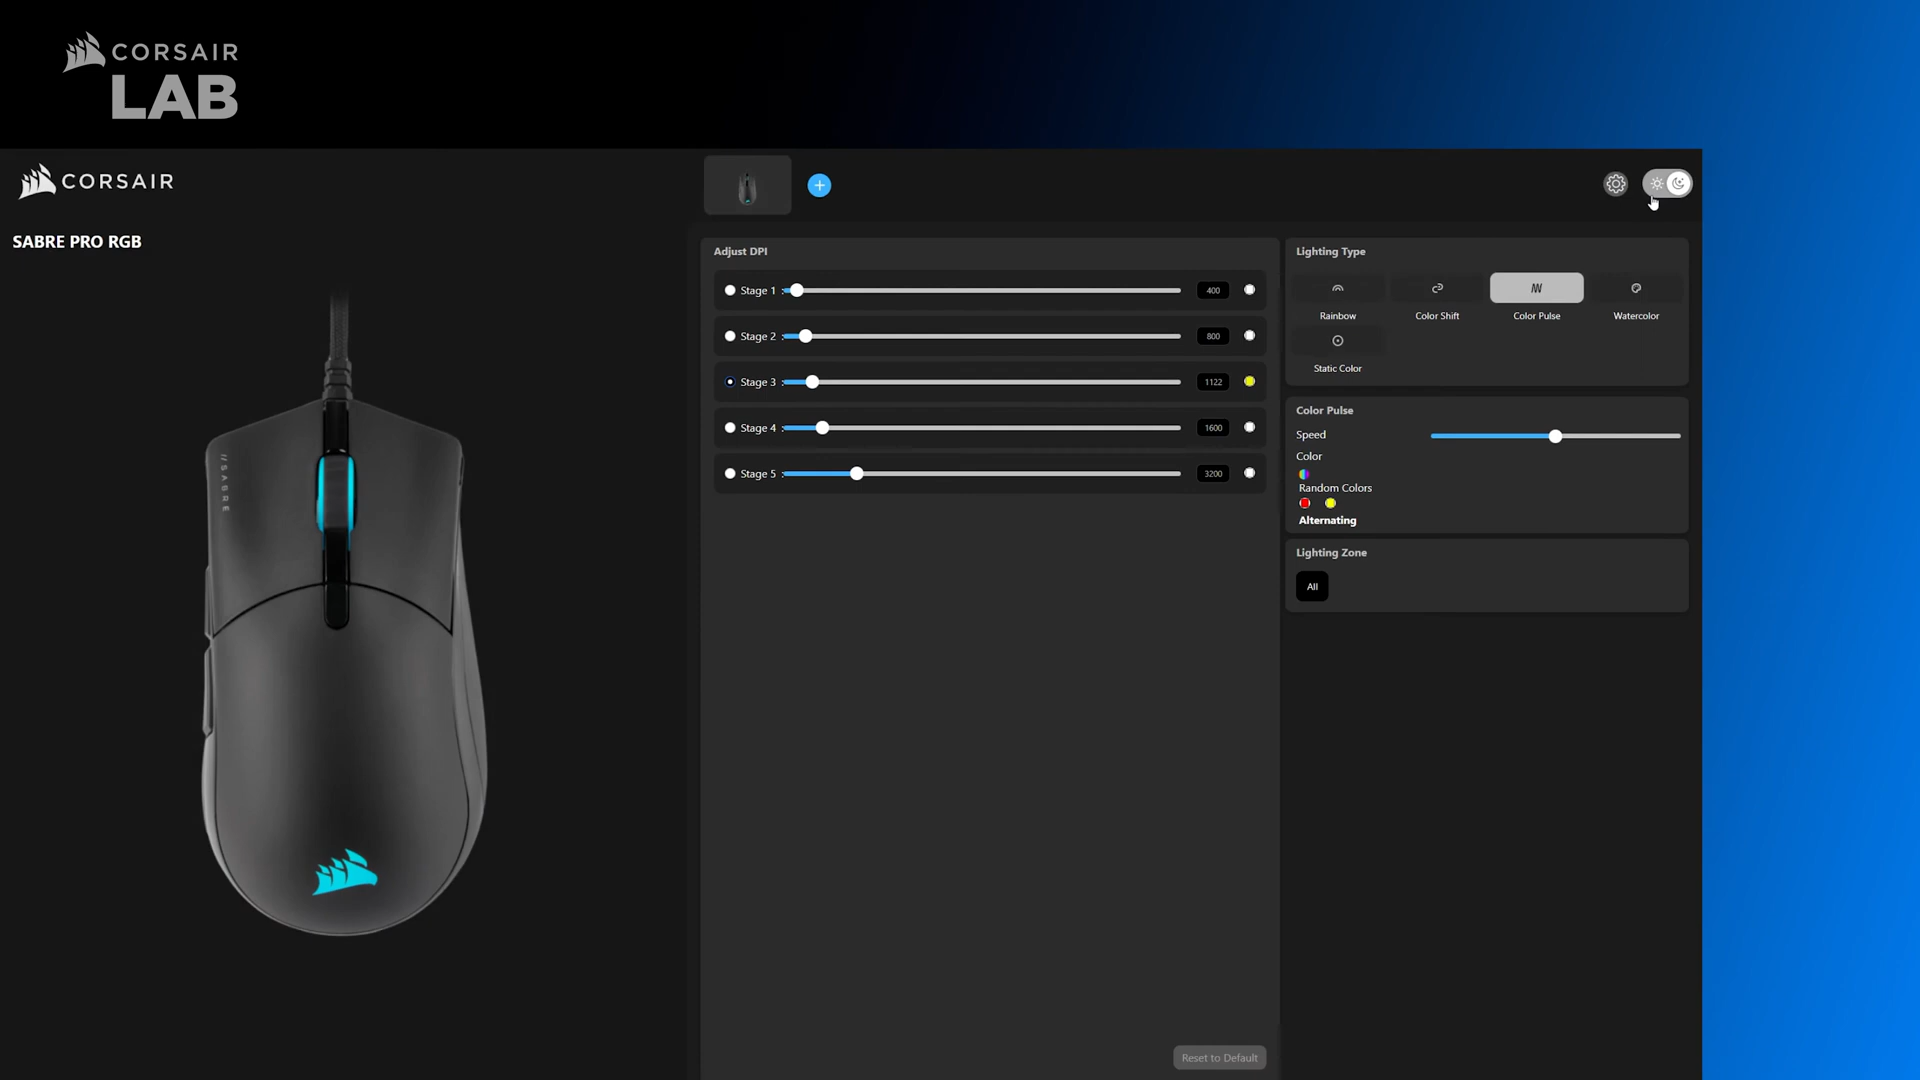 CORSAIR
LAB
CORSAIR
SABRE PRO RGB
//SABRE
Adjust DPI
Stage 1 : 400
Stage 2 : 800
Stage 3 : 1122
Stage 4 : 1600
Stage 5 : 3200
Reset to Default
Lighting Type
Rainbow Color Shift Color Pulse Watercolor
Static Color
Color Pulse
Speed
Color
Random Colors
Alternating
Lighting Zone
All